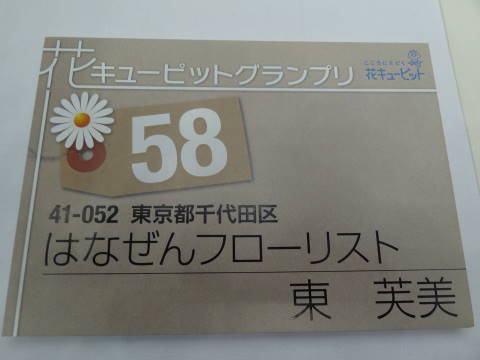 花キューピットグランプリ
こころにとどく
花キューピット
58
41-052 東京都千代田区
はなぜんフローリスト
東 芙美